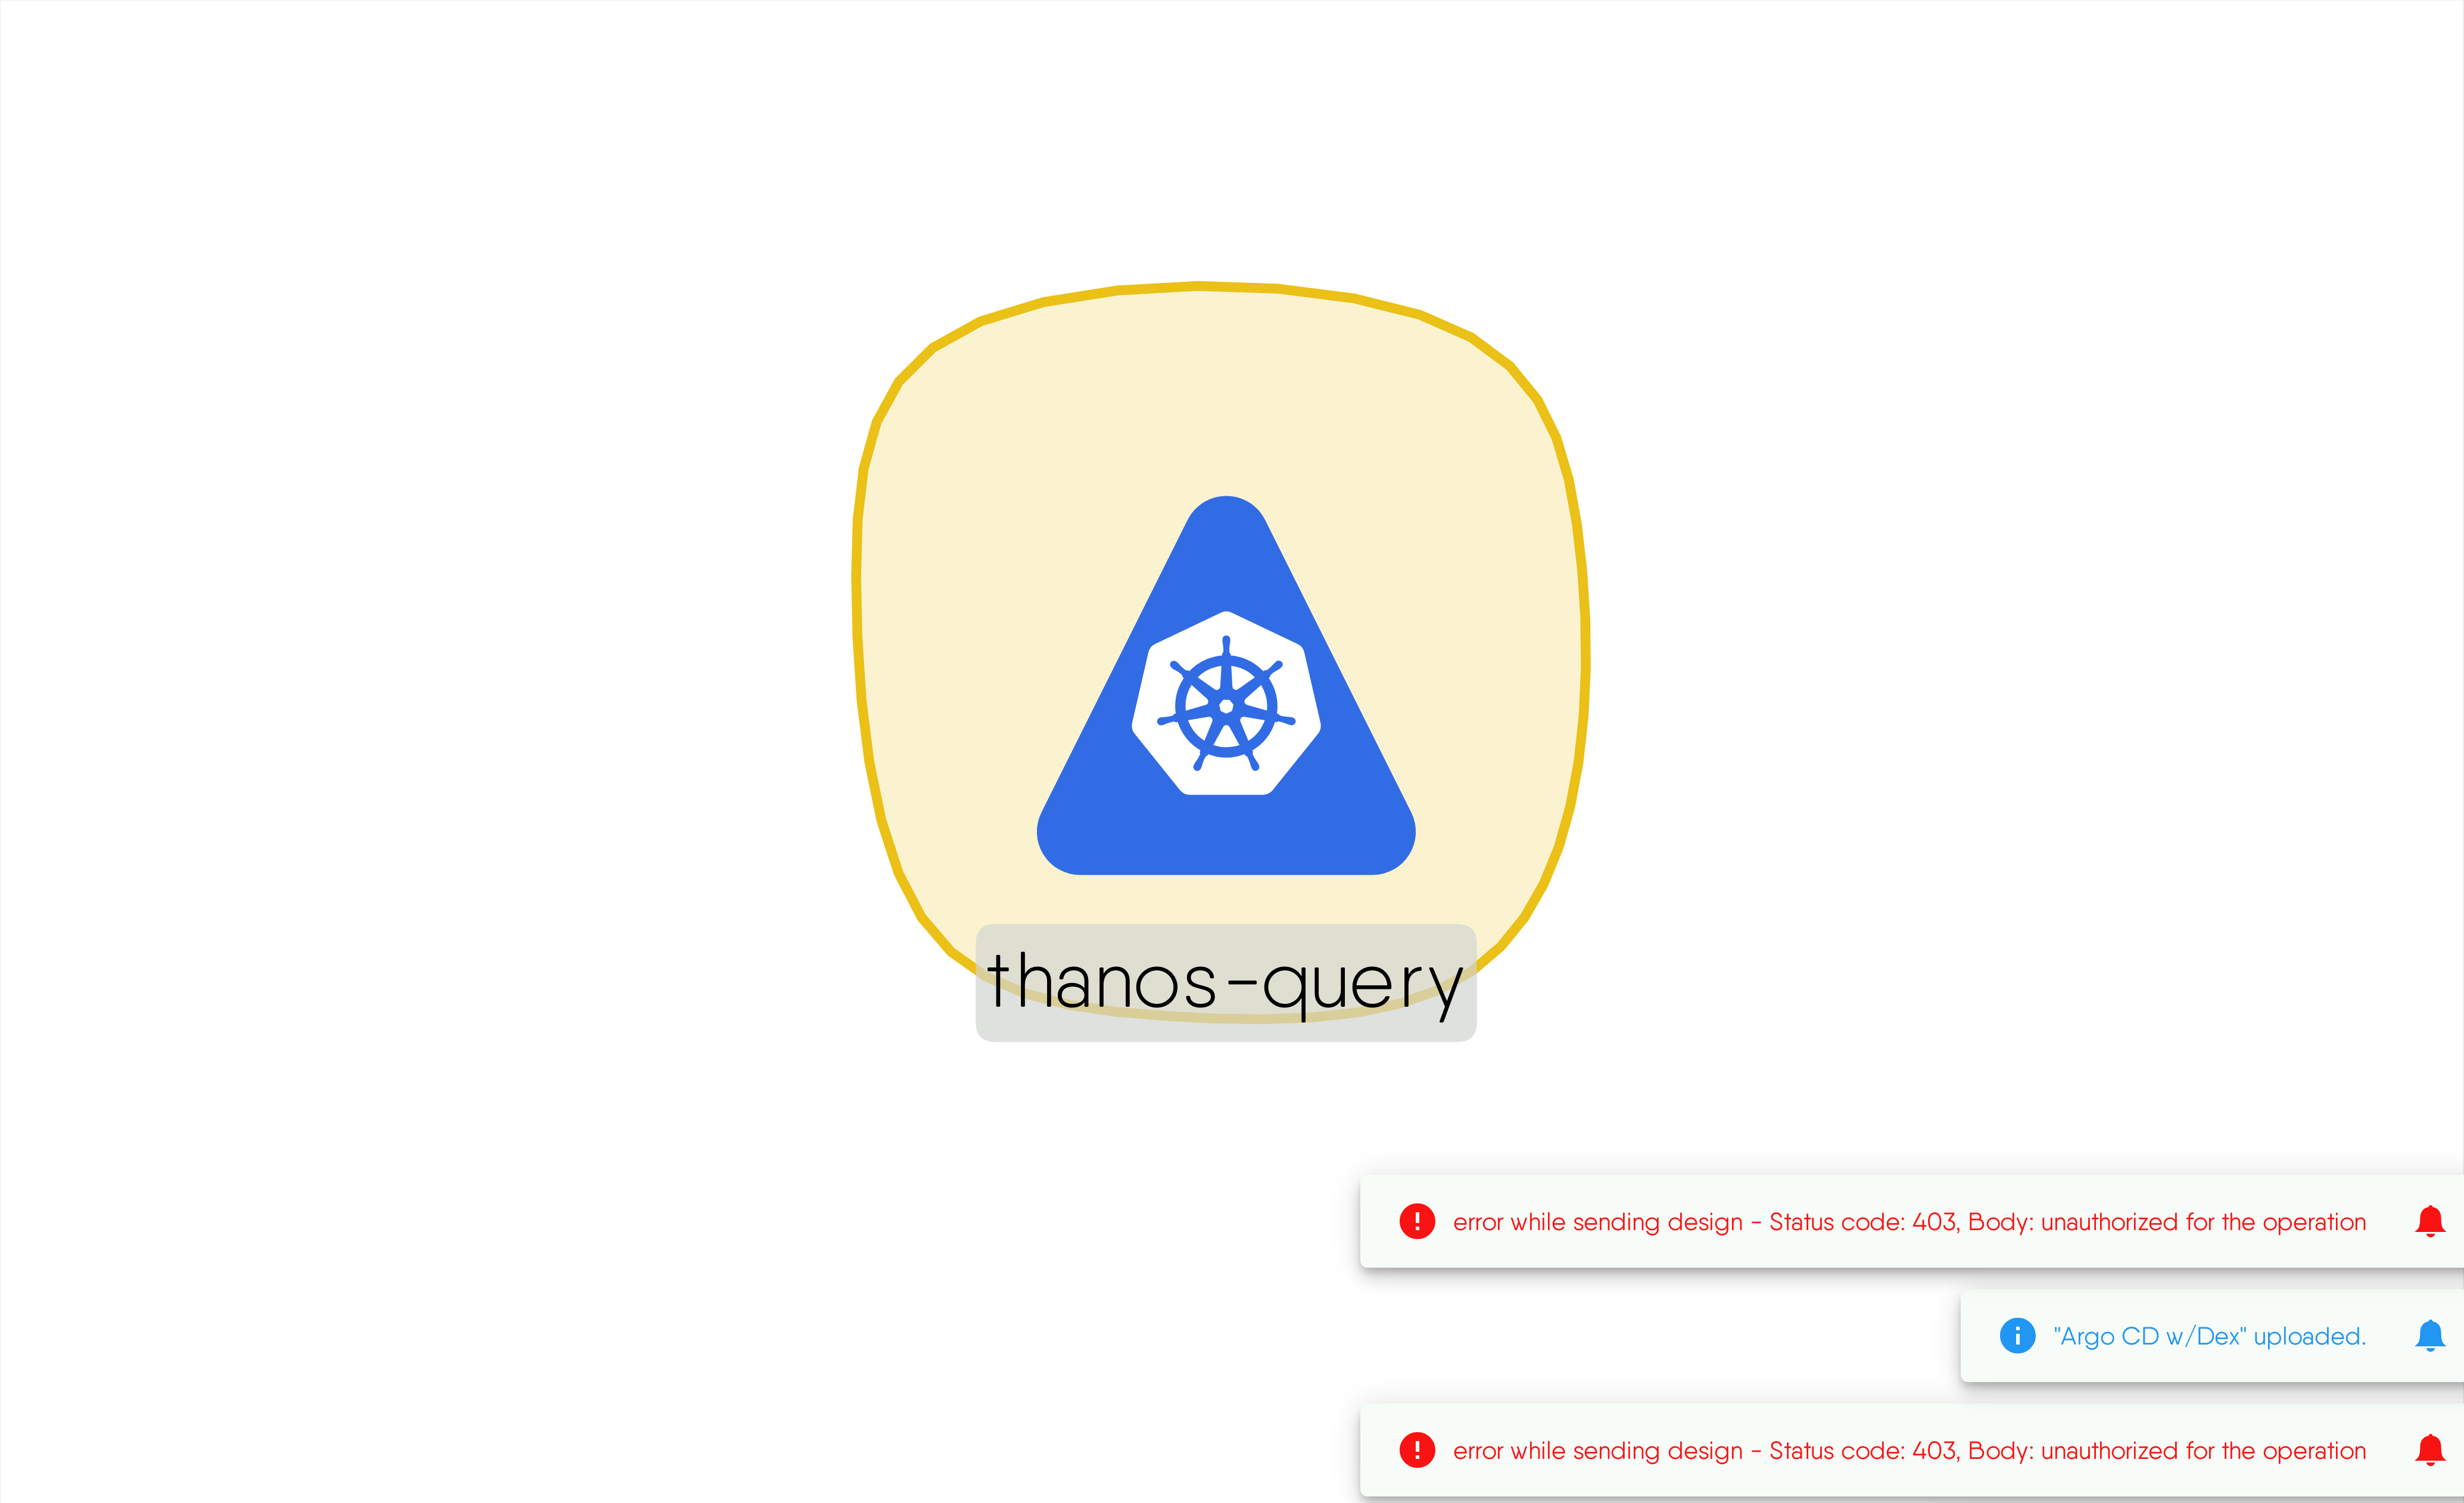 thanos-query
error while sending design - Status code: 403, Body: unauthorized for the operation
"Argo CD w/Dex" uploaded.
error while sending design - Status code: 403, Body: unauthorized for the operation